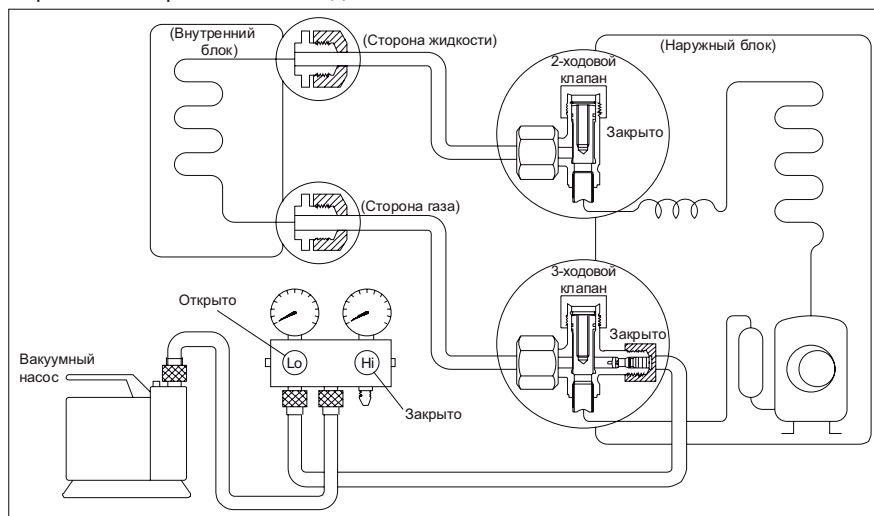 (Внутренний
блок)
(Сторона жидкости)
2-ходовой
клапан
Закрыто
(Наружный блок)
(Сторона газа)
3-ходовой
клапан
Закрыто
Открыто
Вакуумный
насос
Lo
Hi
Закрыто